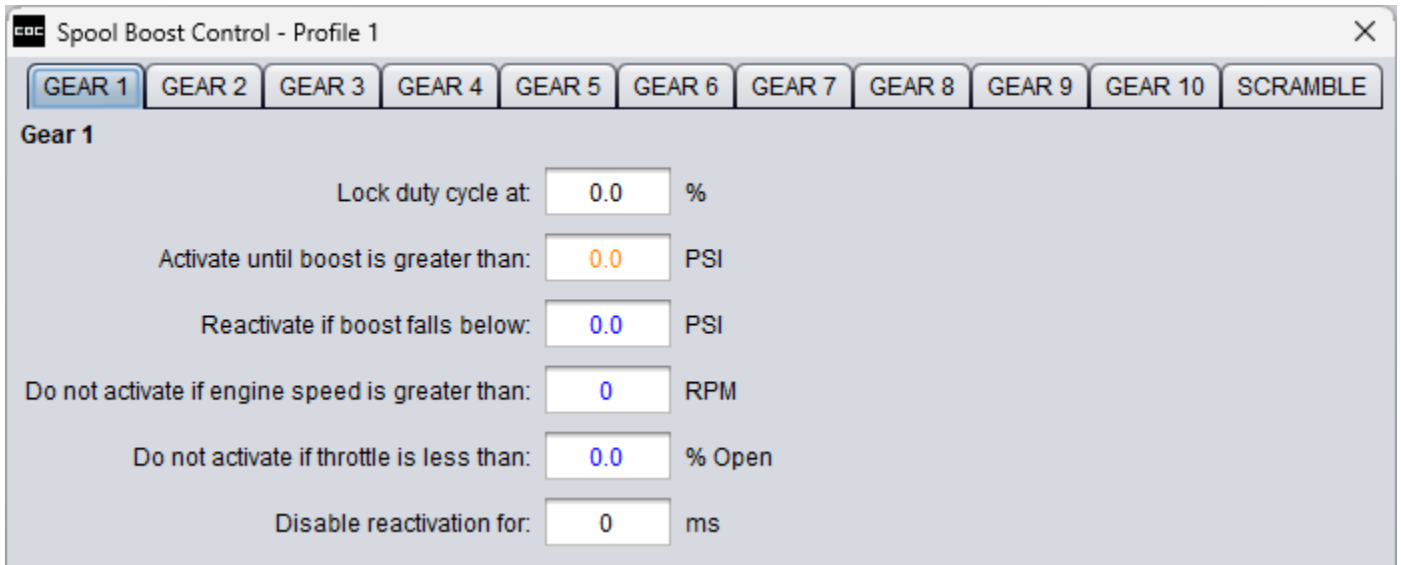 EDC Spool Boost Control - Profile 1
GEAR 1 GEAR 2 GEAR 3 GEAR 4 GEAR 5 GEAR 6 GEAR 7 GEAR 8 GEAR 9 GEAR 10 SCRAMBLE
Gear 1
Lock duty cycle at: 0.0 %
Activate until boost is greater than: 0.0 PSI
Reactivate if boost falls below: 0.0 PSI
Do not activate if engine speed is greater than: 0 RPM
Do not activate if throttle is less than: 0.0 % Open
Disable reactivation for: 0 ms